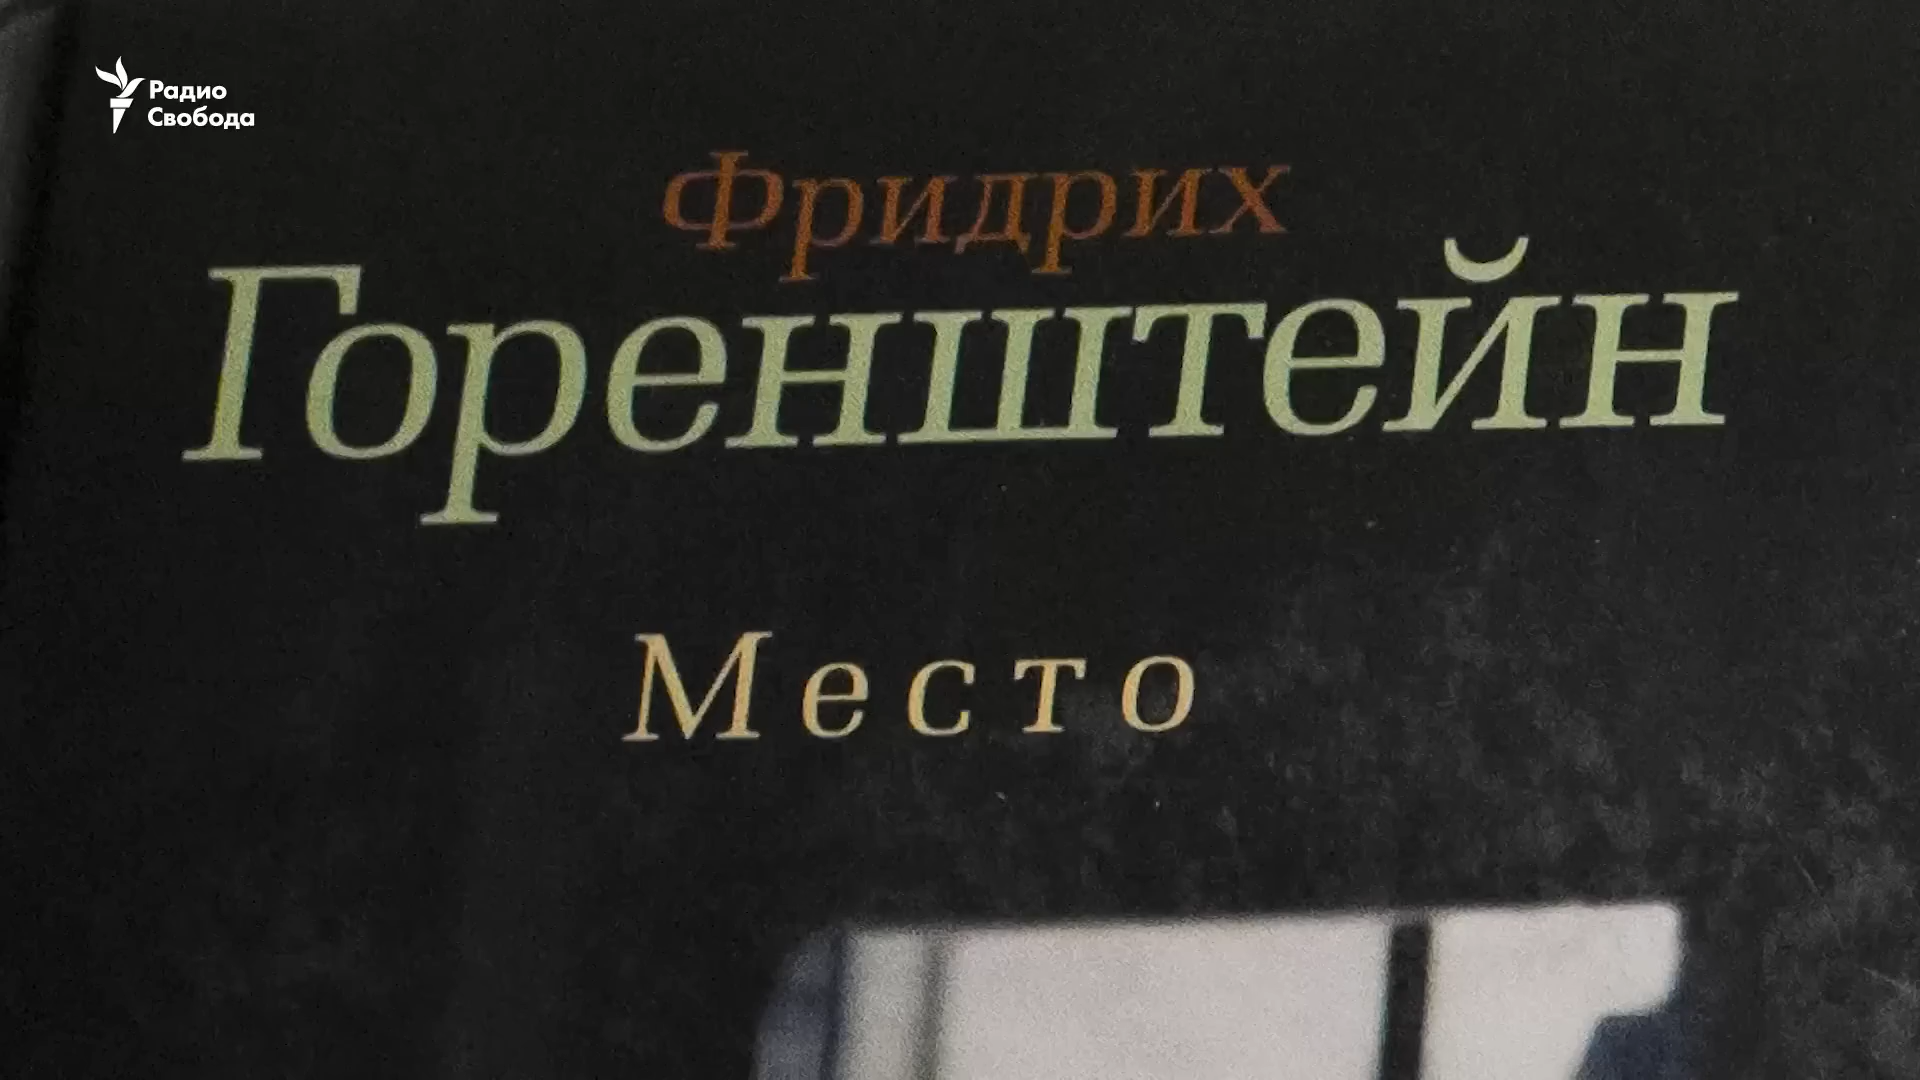 Радио
Свобода
Фридрих
Горенштейн
Место